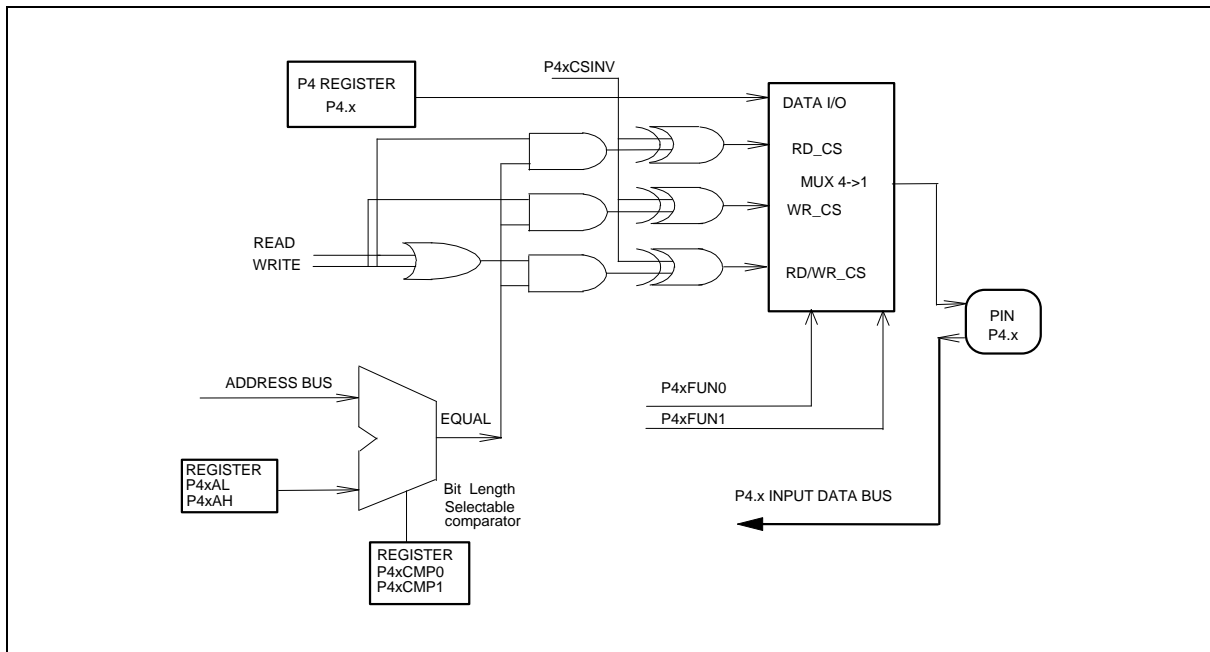 P4xCSINV
P4 REGISTER
P4.x
DATA I/O
RD_CS
MUX 4->1
WR_CS
READ
WRITE
RD/WR_CS
PIN
P4.x
P4xFUN0
P4xFUN1
ADDRESS BUS
EQUAL
REGISTER
P4xAL
P4xAH
Bit Length
Selectable
comparator
P4.x INPUT DATA BUS
REGISTER
P4xCMP0
P4xCMP1